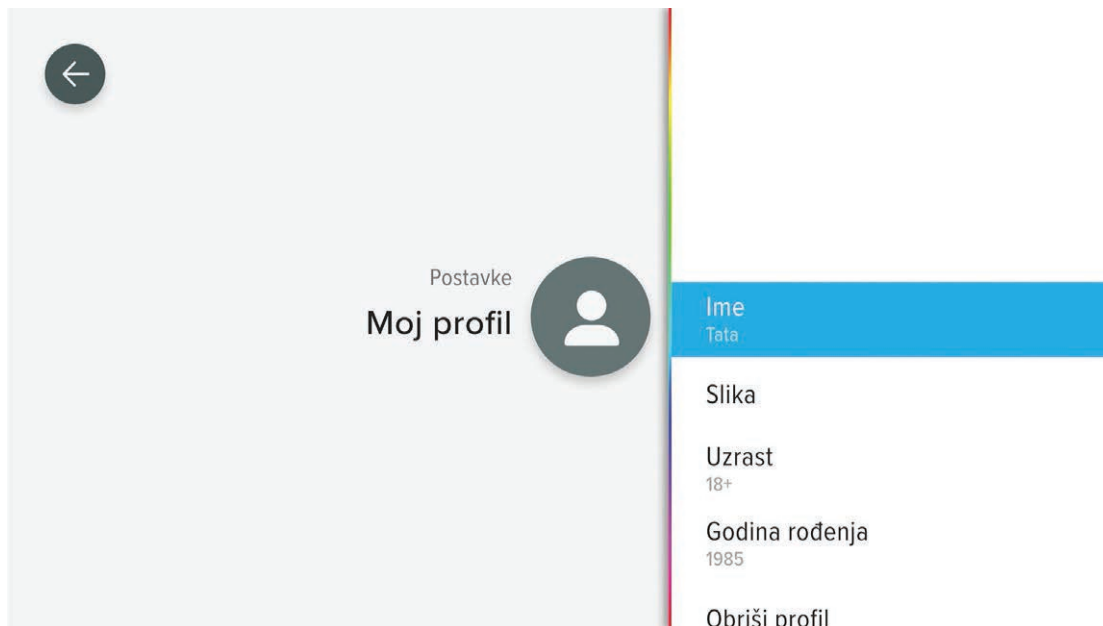 Postavke
Moj profil
Ime
Tata
Slika
Uzrast
18+
Godina rođenja
1985
Obriši profil